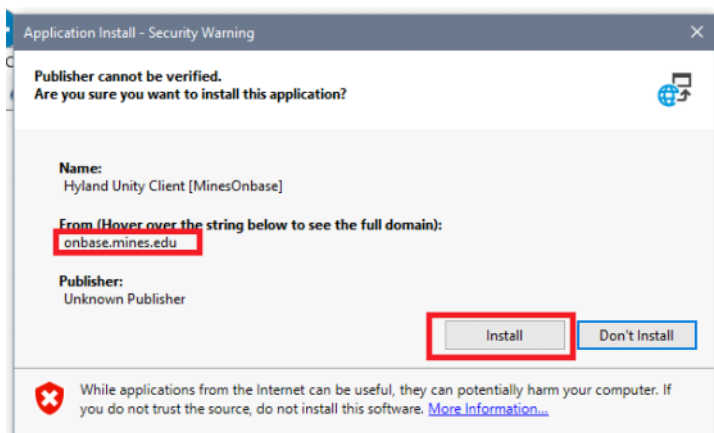 Application Install - Security Warning
Publisher cannot be verified.
Are you sure you want to install this application?
Name:
Hyland Unity Client [MinesOnbase]
From (Hover over the string below to see the full domain):
onbase.mines.edu
Publisher:
Unknown Publisher
Install
Don't Install
While applications from the Internet can be useful, they can potentially harm your computer. If
you do not trust the source, do not install this software. More Information...